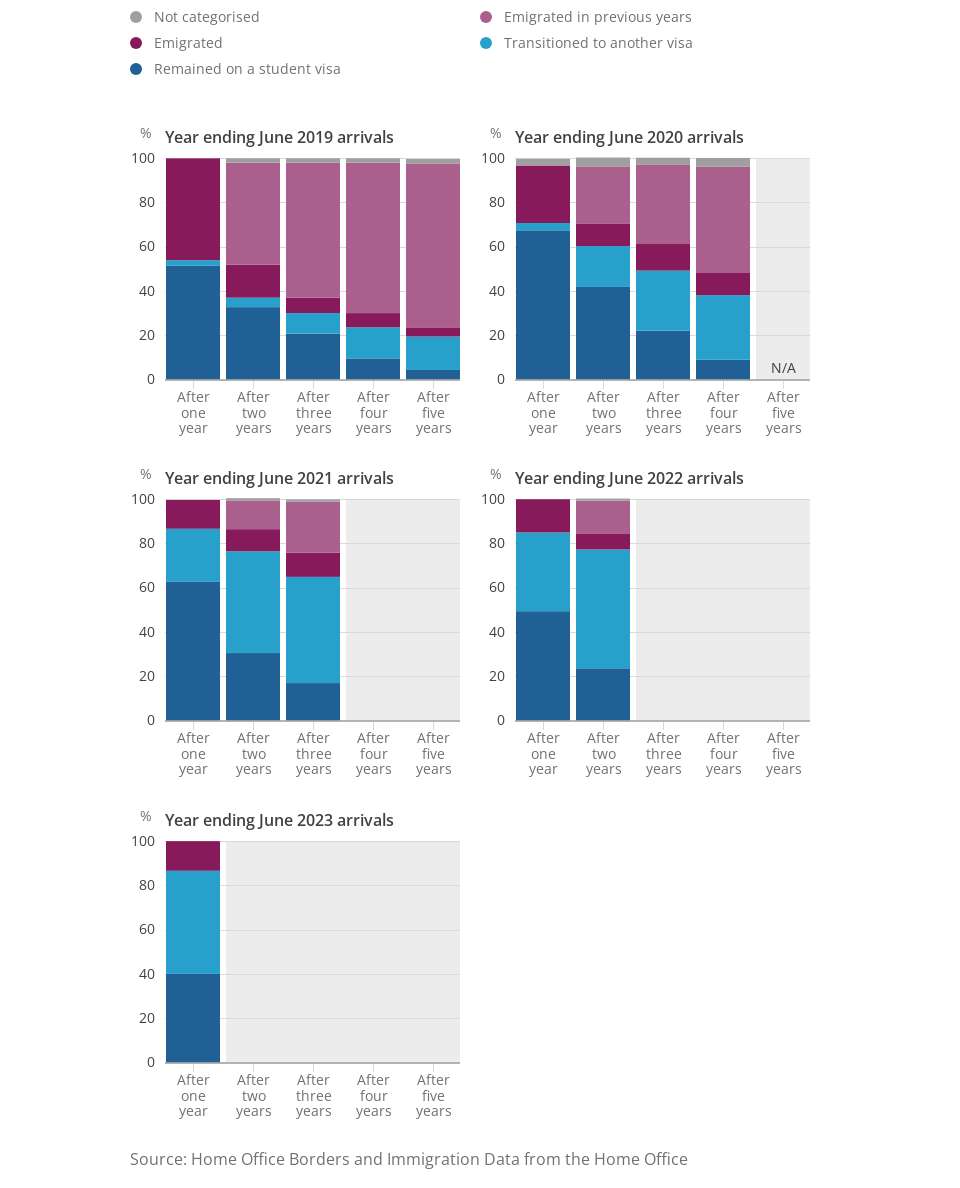 Not categorised
Emigrated in previous years
Emigrated
Transitioned to another visa
Remained on a student visa
%
Year ending June 2019 arrivals
100
80
60
40
20
0
After one year
After two years
After three years
After four years
After five years
%
Year ending June 2020 arrivals
100
80
60
40
20
0
N/A
After one year
After two years
After three years
After four years
After five years
%
Year ending June 2021 arrivals
100
80
60
40
20
0
After one year
After two years
After three years
After four years
After five years
%
Year ending June 2022 arrivals
100
80
60
40
20
0
After one year
After two years
After three years
After four years
After five years
%
Year ending June 2023 arrivals
100
80
60
40
20
0
After one year
After two years
After three years
After four years
After five years
Source: Home Office Borders and Immigration Data from the Home Office